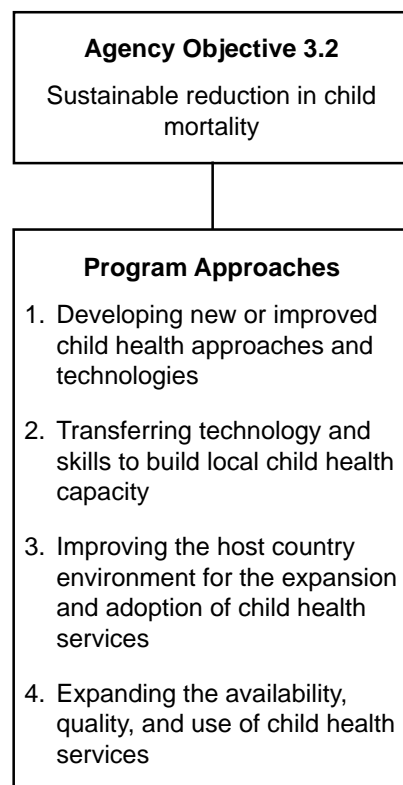 Agency Objective 3.2
Sustainable reduction in child
mortality
Program Approaches
1. Developing new or improved
child health approaches and
technologies
2. Transferring technology and
skills to build local child health
capacity
3. Improving the host country
environment for the expansion
and adoption of child health
services
4. Expanding the availability,
quality, and use of child health
services